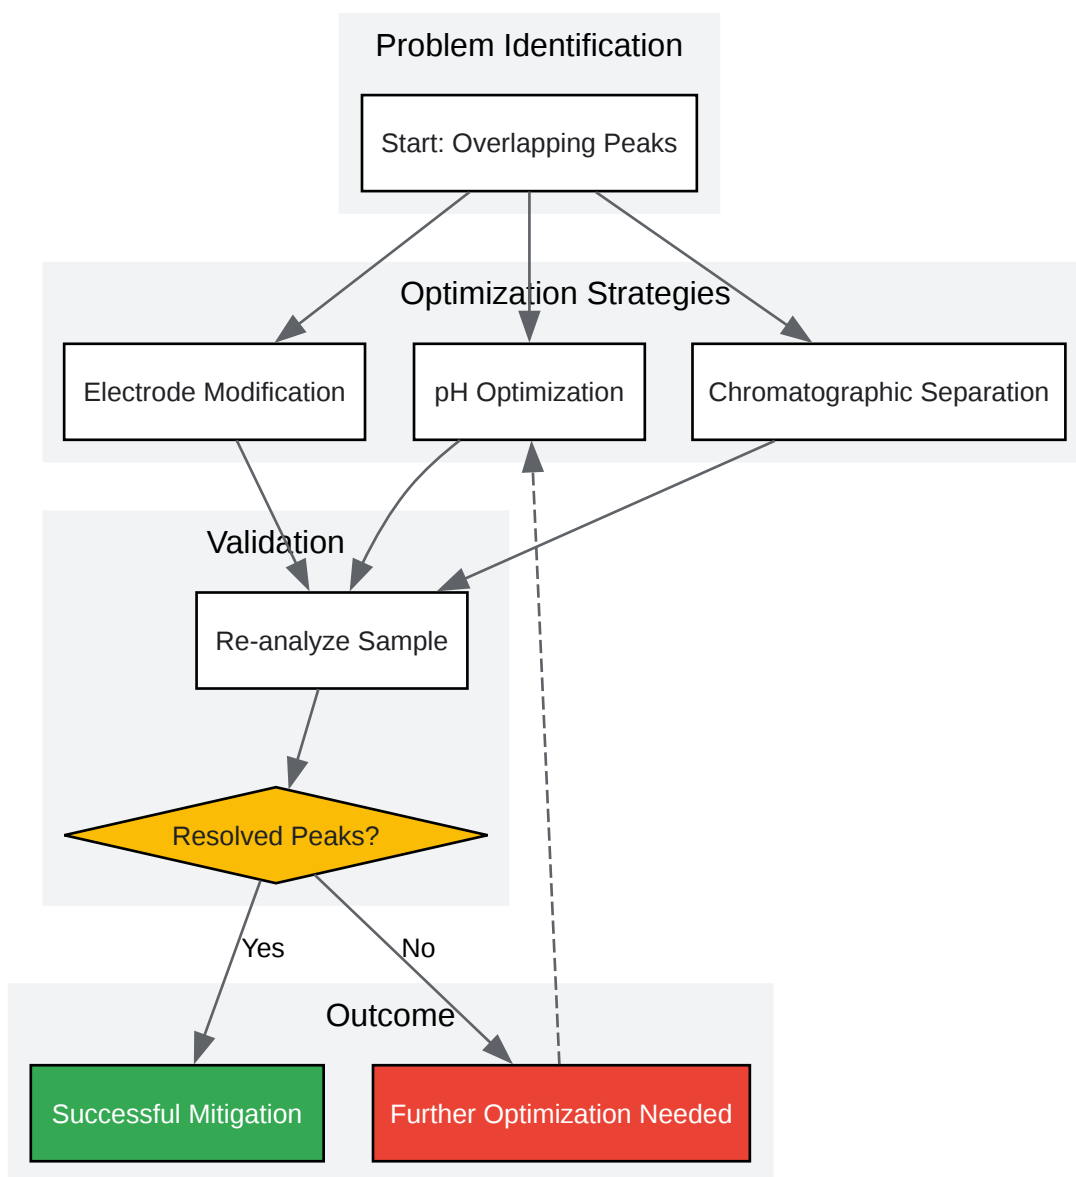 Problem Identification
Start: Overlapping Peaks
Optimization Strategies
Electrode Modification
pH Optimization
Chromatographic Separation
Validation
Re-analyze Sample
Resolved Peaks?
Yes
No
Outcome
Successful Mitigation
Further Optimization Needed